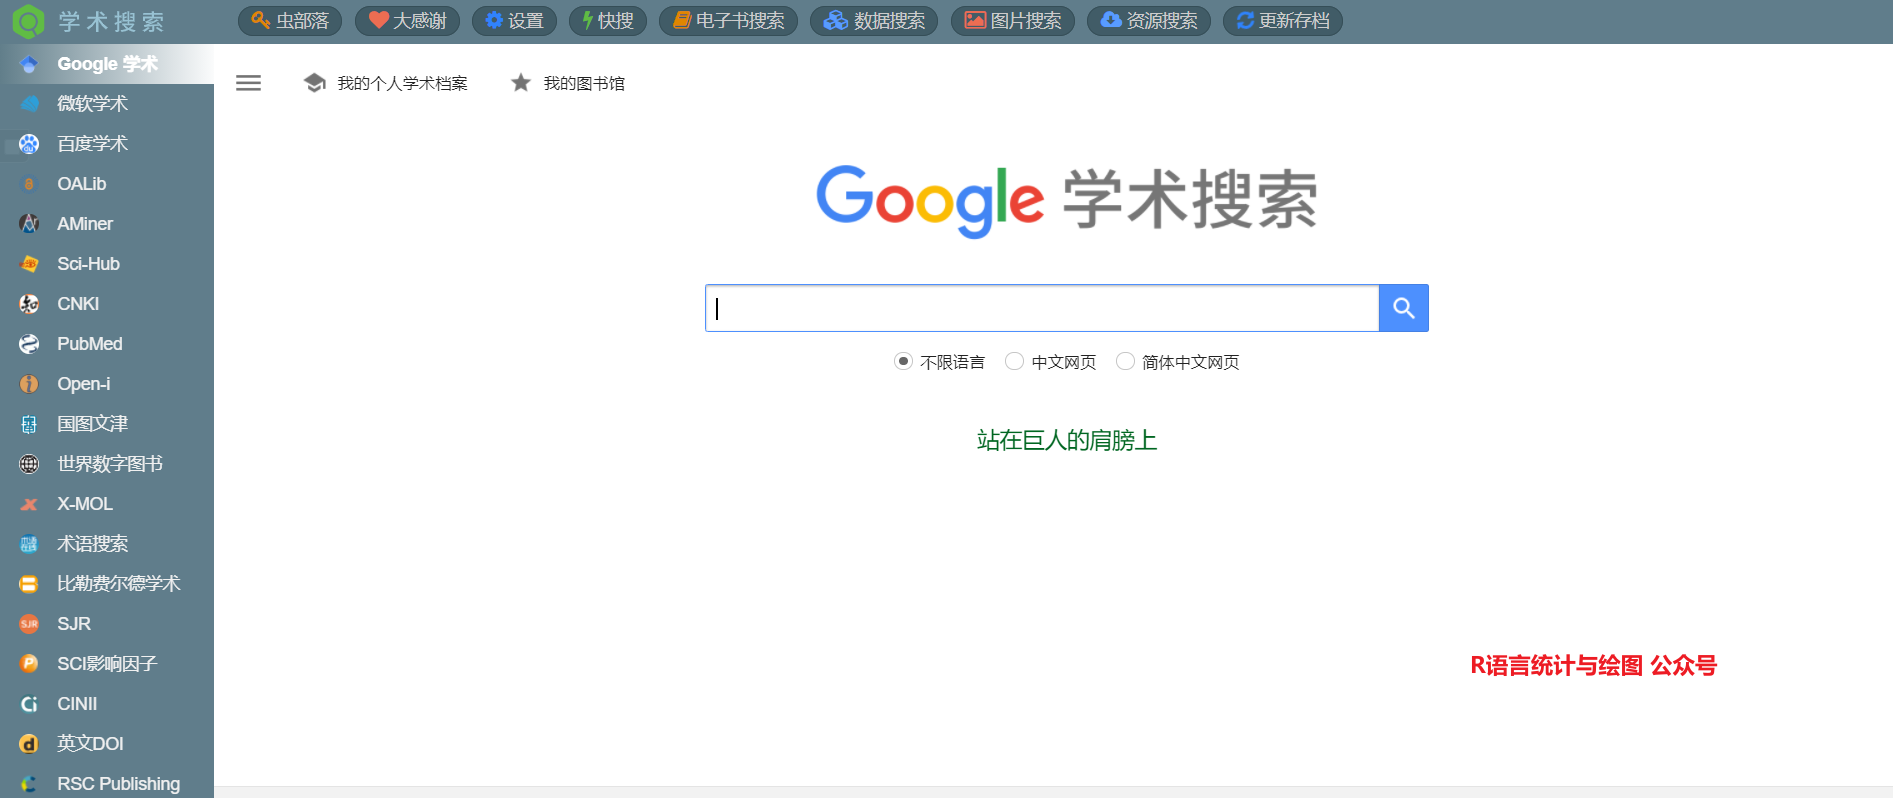 学术搜索
虫部落
大感谢
设置
快搜
电子书搜索
数据搜索
图片搜索
资源搜索
更新存档
Google 学术
微软学术
百度学术
OALib
AMiner
Sci-Hub
CNKI
PubMed
Open-i
国图文津
世界数字图书
X-MOL
术语搜索
比勒费尔德学术
SJR
SCI影响因子
CINII
英文DOI
RSC Publishing
我的个人学术档案
我的图书馆
Google 学术搜索
不限语言
中文网页
简体中文网页
站在巨人的肩膀上
R语言统计与绘图 公众号